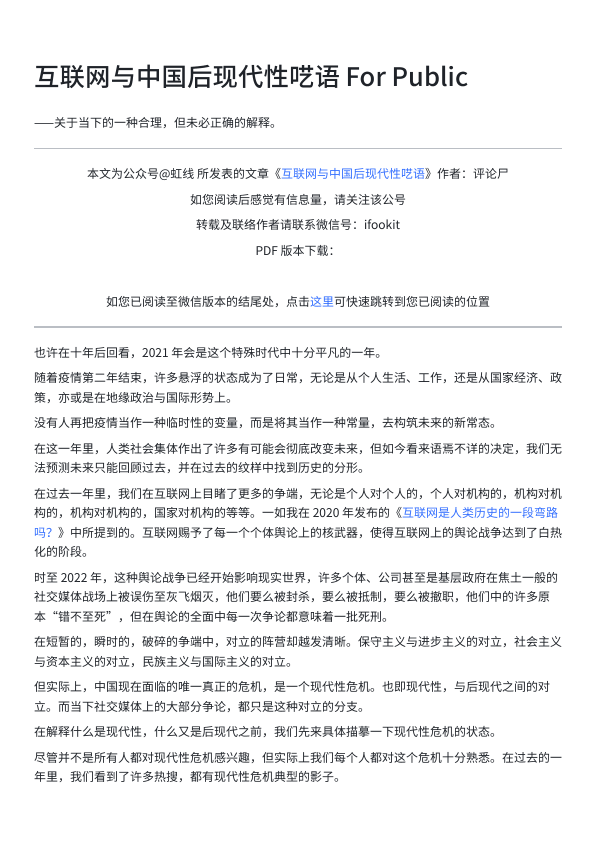 互联网与中国后现代性呓语 For Public
——关于当下的一种合理，但未必正确的解释。
本文为公众号@虹线 所发表的文章《互联网与中国后现代性呓语》作者：评论尸
如您阅读后感觉有信息量，请关注该公号
转载及联络作者请联系微信号：ifookit
PDF 版本下载：
如您已阅读至微信版本的结尾处，点击这里可快速跳转到您已阅读的位置
也许在十年后回看，2021 年会是这个特殊时代中十分平凡的一年。
随着疫情第二年结束，许多悬浮的状态成为了日常，无论是从个人生活、工作，还是从国家经济、政
策，亦或是在地缘政治与国际形势上。
没有人再把疫情当作一种临时性的变量，而是将其当作一种常量，去构筑未来的新常态。
在这一年里，人类社会集体作出了许多有可能会彻底改变未来，但如今看来语焉不详的决定，我们无
法预测未来只能回顾过去，并在过去的纹样中找到历史的分形。
在过去一年里，我们在互联网上目睹了更多的争端，无论是个人对个人的，个人对机构的，机构对机
构的，机构对机构的，国家对机构的等等。一如我在 2020 年发布的《互联网是人类历史的一段弯路
吗？》中所提到的。互联网赐予了每一个个体舆论上的核武器，使得互联网上的舆论战争达到了白热
化的阶段。
时至 2022 年，这种舆论战争已经开始影响现实世界，许多个体、公司甚至是基层政府在焦土一般的
社交媒体战场上被误伤至灰飞烟灭，他们要么被封杀，要么被抵制，要么被撤职，他们中的许多原
本“错不至死”，但在舆论的全面中每一次争论都意味着一批死刑。
在短暂的，瞬时的，破碎的争端中，对立的阵营却越发清晰。保守主义与进步主义的对立，社会主义
与资本主义的对立，民族主义与国际主义的对立。
但实际上，中国现在面临的唯一真正的危机，是一个现代性危机。也即现代性，与后现代之间的对
立。而当下社交媒体上的大部分争论，都只是这种对立的分支。
在解释什么是现代性，什么又是后现代之前，我们先来具体描摹一下现代性危机的状态。
尽管并不是所有人都对现代性危机感兴趣，但实际上我们每个人都对这个危机十分熟悉。在过去的一
年里，我们看到了许多热搜，都有现代性危机典型的影子。